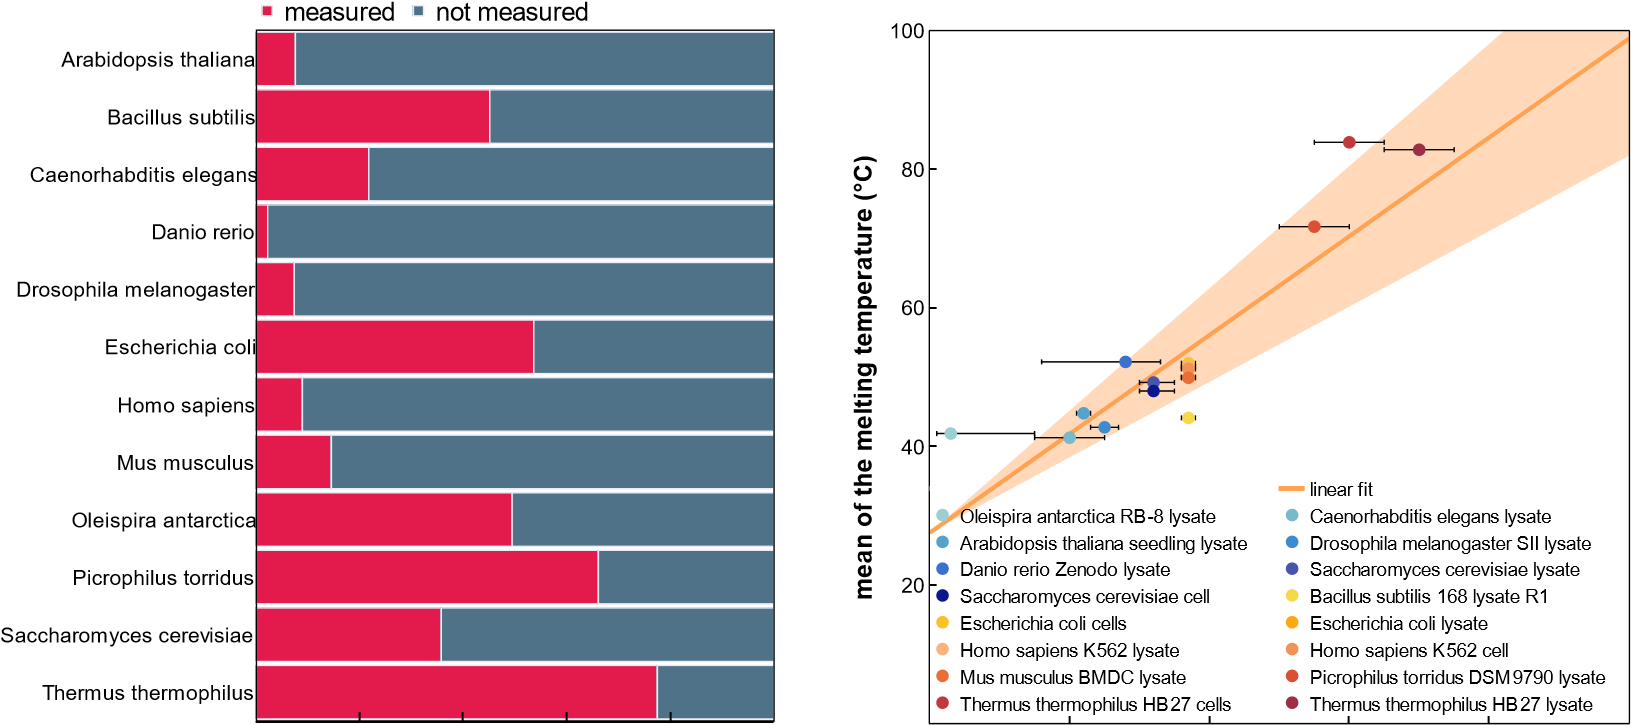 measured not measured
Arabidopsis thaliana
Bacillus subtilis
Caenorhabditis elegans
Danio rerio
Drosophila melanogaster
Escherichia coli
Homo sapiens
Mus musculus
Oleispira antarctica
Picrophilus torridus
Saccharomyces cerevisiae
Thermus thermophilus
mean of the melting temperature (°C)
100
80
60
40
20
linear fit
Oleispira antarctica RB-8 lysate Caenorhabditis elegans lysate
Arabidopsis thaliana seedling lysate Drosophila melanogaster SII lysate
Danio rerio Zenodo lysate Saccharomyces cerevisiae lysate
Saccharomyces cerevisiae cell Bacillus subtilis 168 lysate R1
Escherichia coli cells Escherichia coli lysate
Homo sapiens K562 lysate Homo sapiens K562 cell
Mus musculus BMDC lysate Picrophilus torridus DSM9790 lysate
Thermus thermophilus HB27 cells Thermus thermophilus HB27 lysate